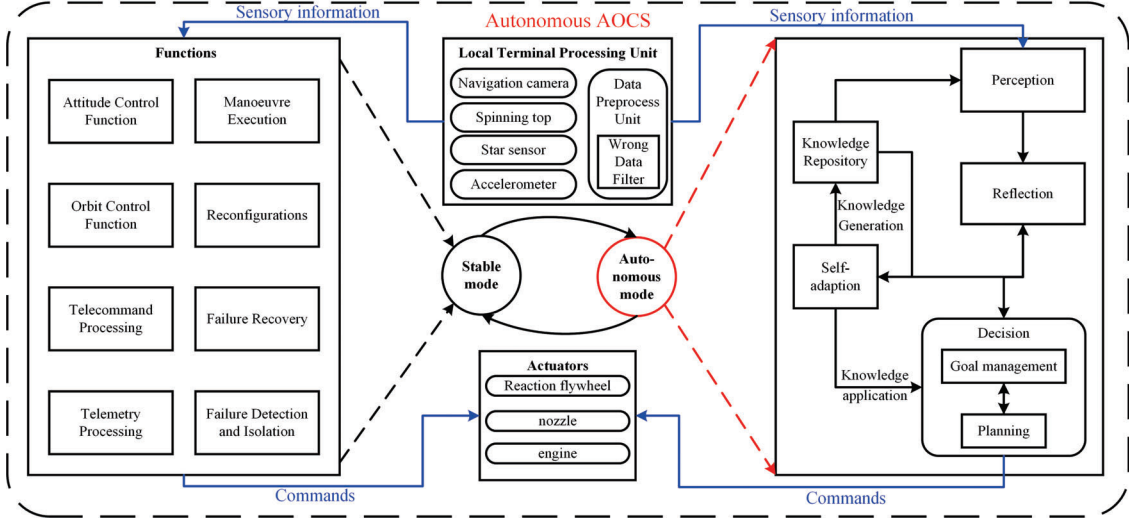 Sensory information
Autonomous AOCS
Sensory information
Functions
Attitude Control
Function
Manoeuvre
Execution
Orbit Control
Function
Reconfigurations
Telecommand
Processing
Failure Recovery
Telemetry
Processing
Failure Detection
and Isolation
Commands
Local Terminal Processing Unit
Navigation camera
Spinning top
Star sensor
Accelerometer
Data
Preprocess
Unit
Wrong
Data
Filter
Stable
mode
Auto-
nomous
mode
Actuators
Reaction flywheel
nozzle
engine
Perception
Knowledge
Repository
Reflection
Knowledge
Generation
Self-
adaption
Decision
Goal management
Knowledge
application
Planning
Commands